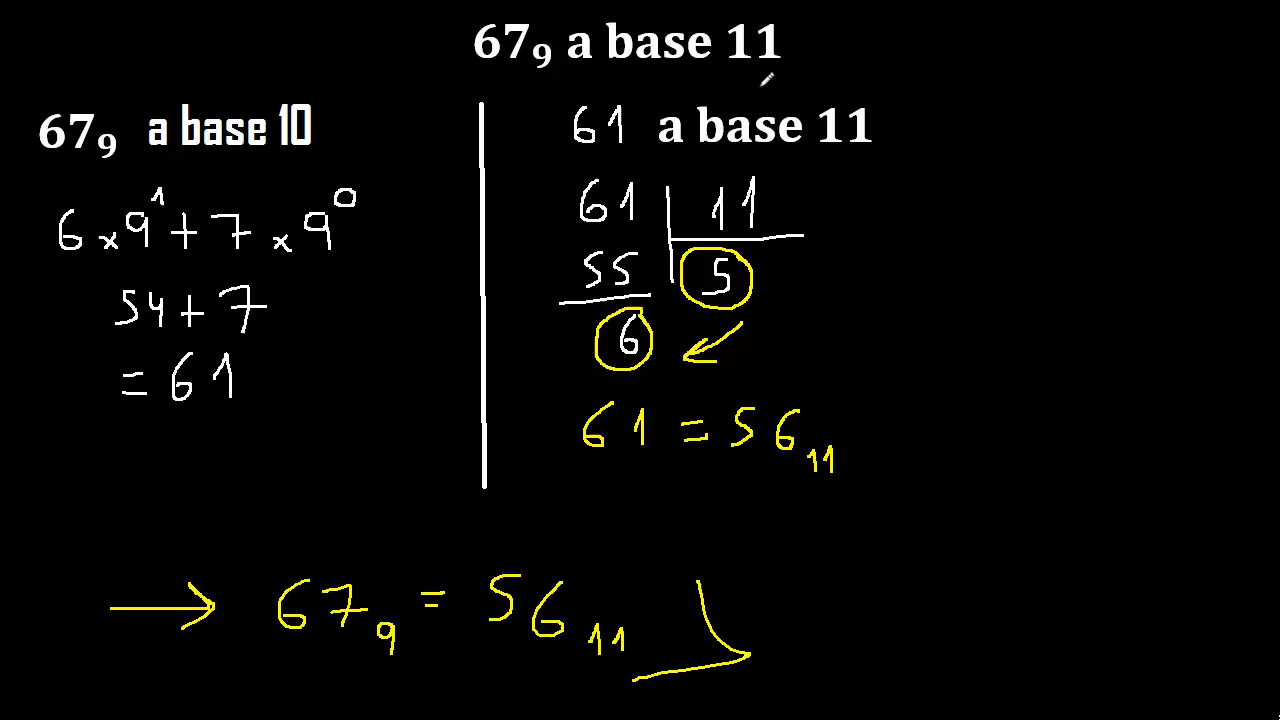 67₉ a base 11
67₉ a base 10
6 × 9¹ + 7 × 9⁰
54 + 7
= 61
61 a base 11
61 | 11
55 5
6
61 = 56₁₁
→ 67₉ = 56₁₁